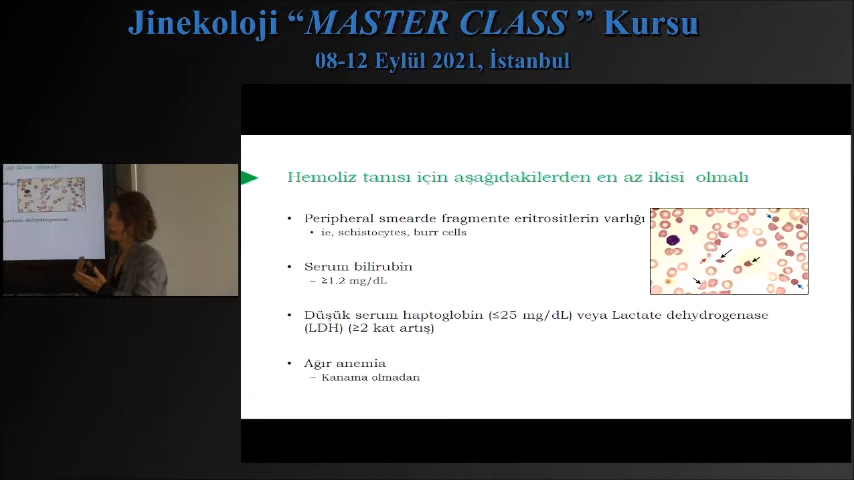 Jinekoloji “MASTER CLASS ” Kursu
08-12 Eylül 2021, İstanbul
Hemoliz tanısı için aşağıdakilerden en az ikisi olmalı
• Peripheral smearde fragmente eritrositlerin varlığı
• ie, schistocytes, burr cells
• Serum bilirubin
– ≥1.2 mg/dL
• Düşük serum haptoglobin (≤25 mg/dL) veya Lactate dehydrogenase
(LDH) (≥2 kat artış)
• Ağır anemia
– Kanama olmadan